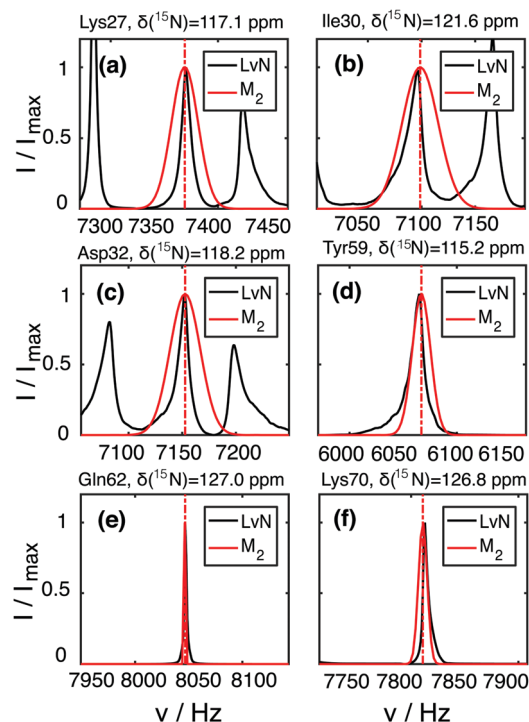 Lys27, δ(¹⁵N)=117.1 ppm
Ile30, δ(¹⁵N)=121.6 ppm
(a)
LvN
M₂
(b)
LvN
M₂
I / Iₘₐₓ
1
0.5
0
7300 7350 7400 7450
7050 7100 7150
Asp32, δ(¹⁵N)=118.2 ppm
Tyr59, δ(¹⁵N)=115.2 ppm
(c)
LvN
M₂
(d)
LvN
M₂
I / Iₘₐₓ
1
0.5
0
7100 7150 7200
6000 6050 6100 6150
Gln62, δ(¹⁵N)=127.0 ppm
Lys70, δ(¹⁵N)=126.8 ppm
(e)
LvN
M₂
(f)
LvN
M₂
I / Iₘₐₓ
1
0.5
0
7950 8000 8050 8100
7750 7800 7850 7900
ν / Hz
ν / Hz